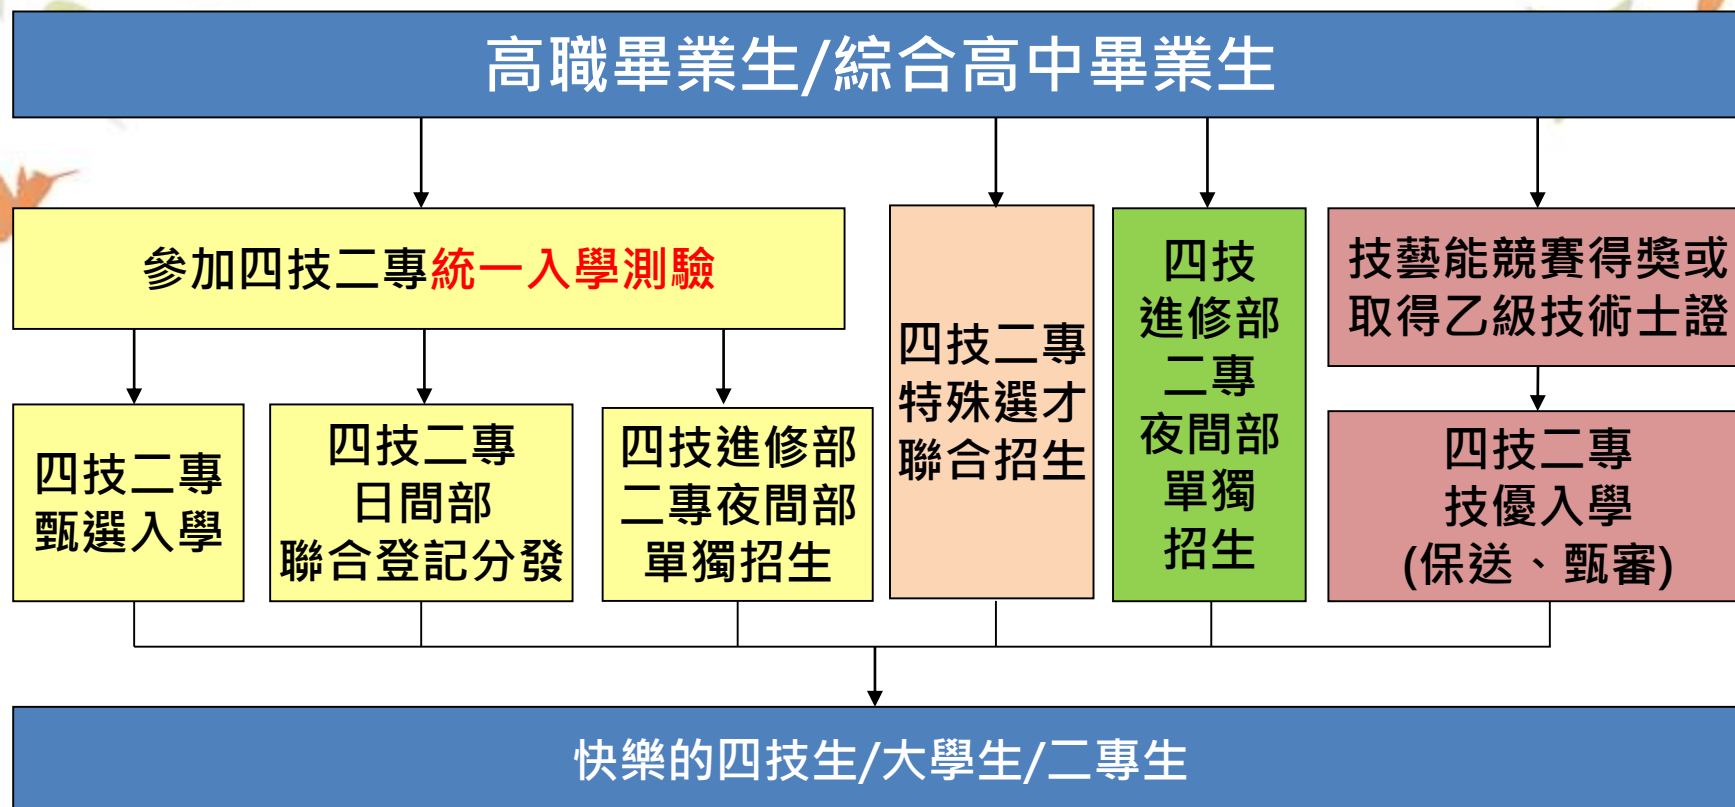 高職畢業生/綜合高中畢業生
參加四技二專統一入學測驗
四技二專
甄選入學
四技二專
日間部
聯合登記分發
四技進修部
二專夜間部
單獨招生
四技二專
特殊選才
聯合招生
四技
進修部
二專
夜間部
單獨
招生
技藝能競賽得獎或
取得乙級技術士證
四技二專
技優入學
(保送、甄審)
快樂的四技生/大學生/二專生